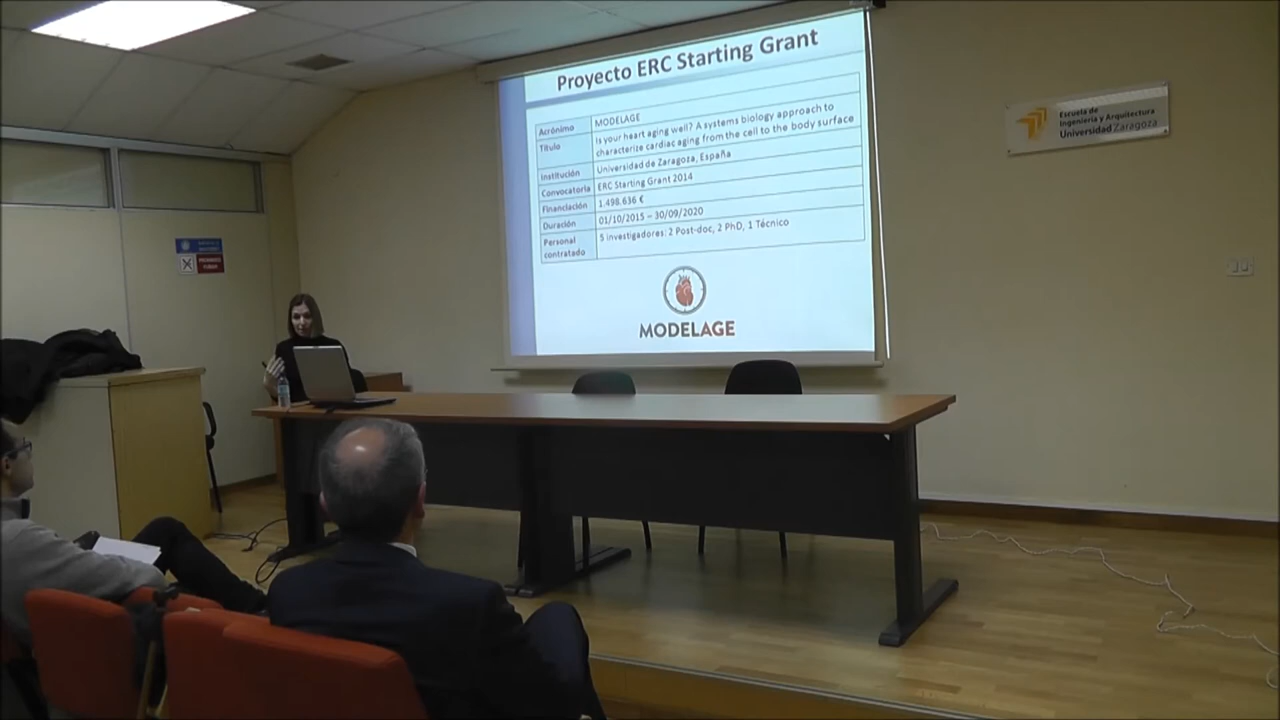 Proyecto ERC Starting Grant
Acrónimo MODELAGE
Título Is your heart aging well? A systems biology approach to
characterize cardiac aging from the cell to the body surface
Institución Universidad de Zaragoza, España
Convocatoria ERC Starting Grant 2014
Financiación 1.498.636 €
Duración 01/10/2015 – 30/09/2020
Personal
contratado 5 investigadores: 2 Post-doc, 2 PhD, 1 Técnico
MODELAGE
Escuela de
Ingeniería y Arquitectura
Universidad Zaragoza